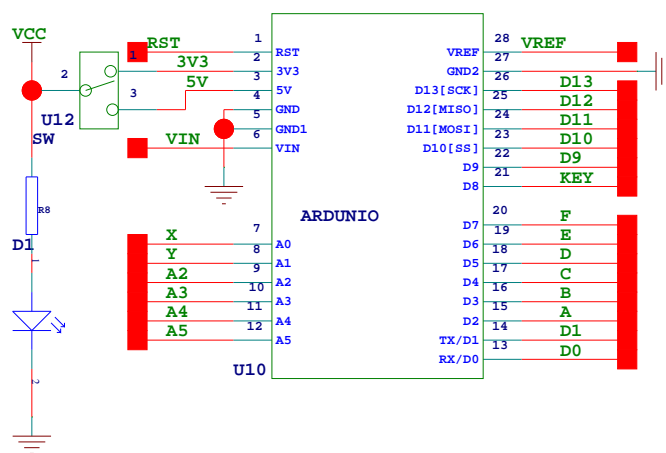 VCC
RST
1
RST
28
VREF
VREF
1
3V3
2
3V3
27
GND2
2
3
5V
3
5V
26
D13[SCK]
D13
4
GND
25
D12[MISO]
D12
U12
5
GND1
24
D11[MOSI]
D11
SW
VIN
6
VIN
23
D10[SS]
D10
22
D9
D9
21
D8
KEY
R8
ARDUNIO
20
D7
F
D1
X
7
A0
19
D6
E
1
Y
8
A1
18
D5
D
A2
9
A2
17
D4
C
A3
10
A3
16
D3
B
A4
11
A4
15
D2
A
A5
12
A5
14
TX/D1
D1
13
RX/D0
D0
U10
2